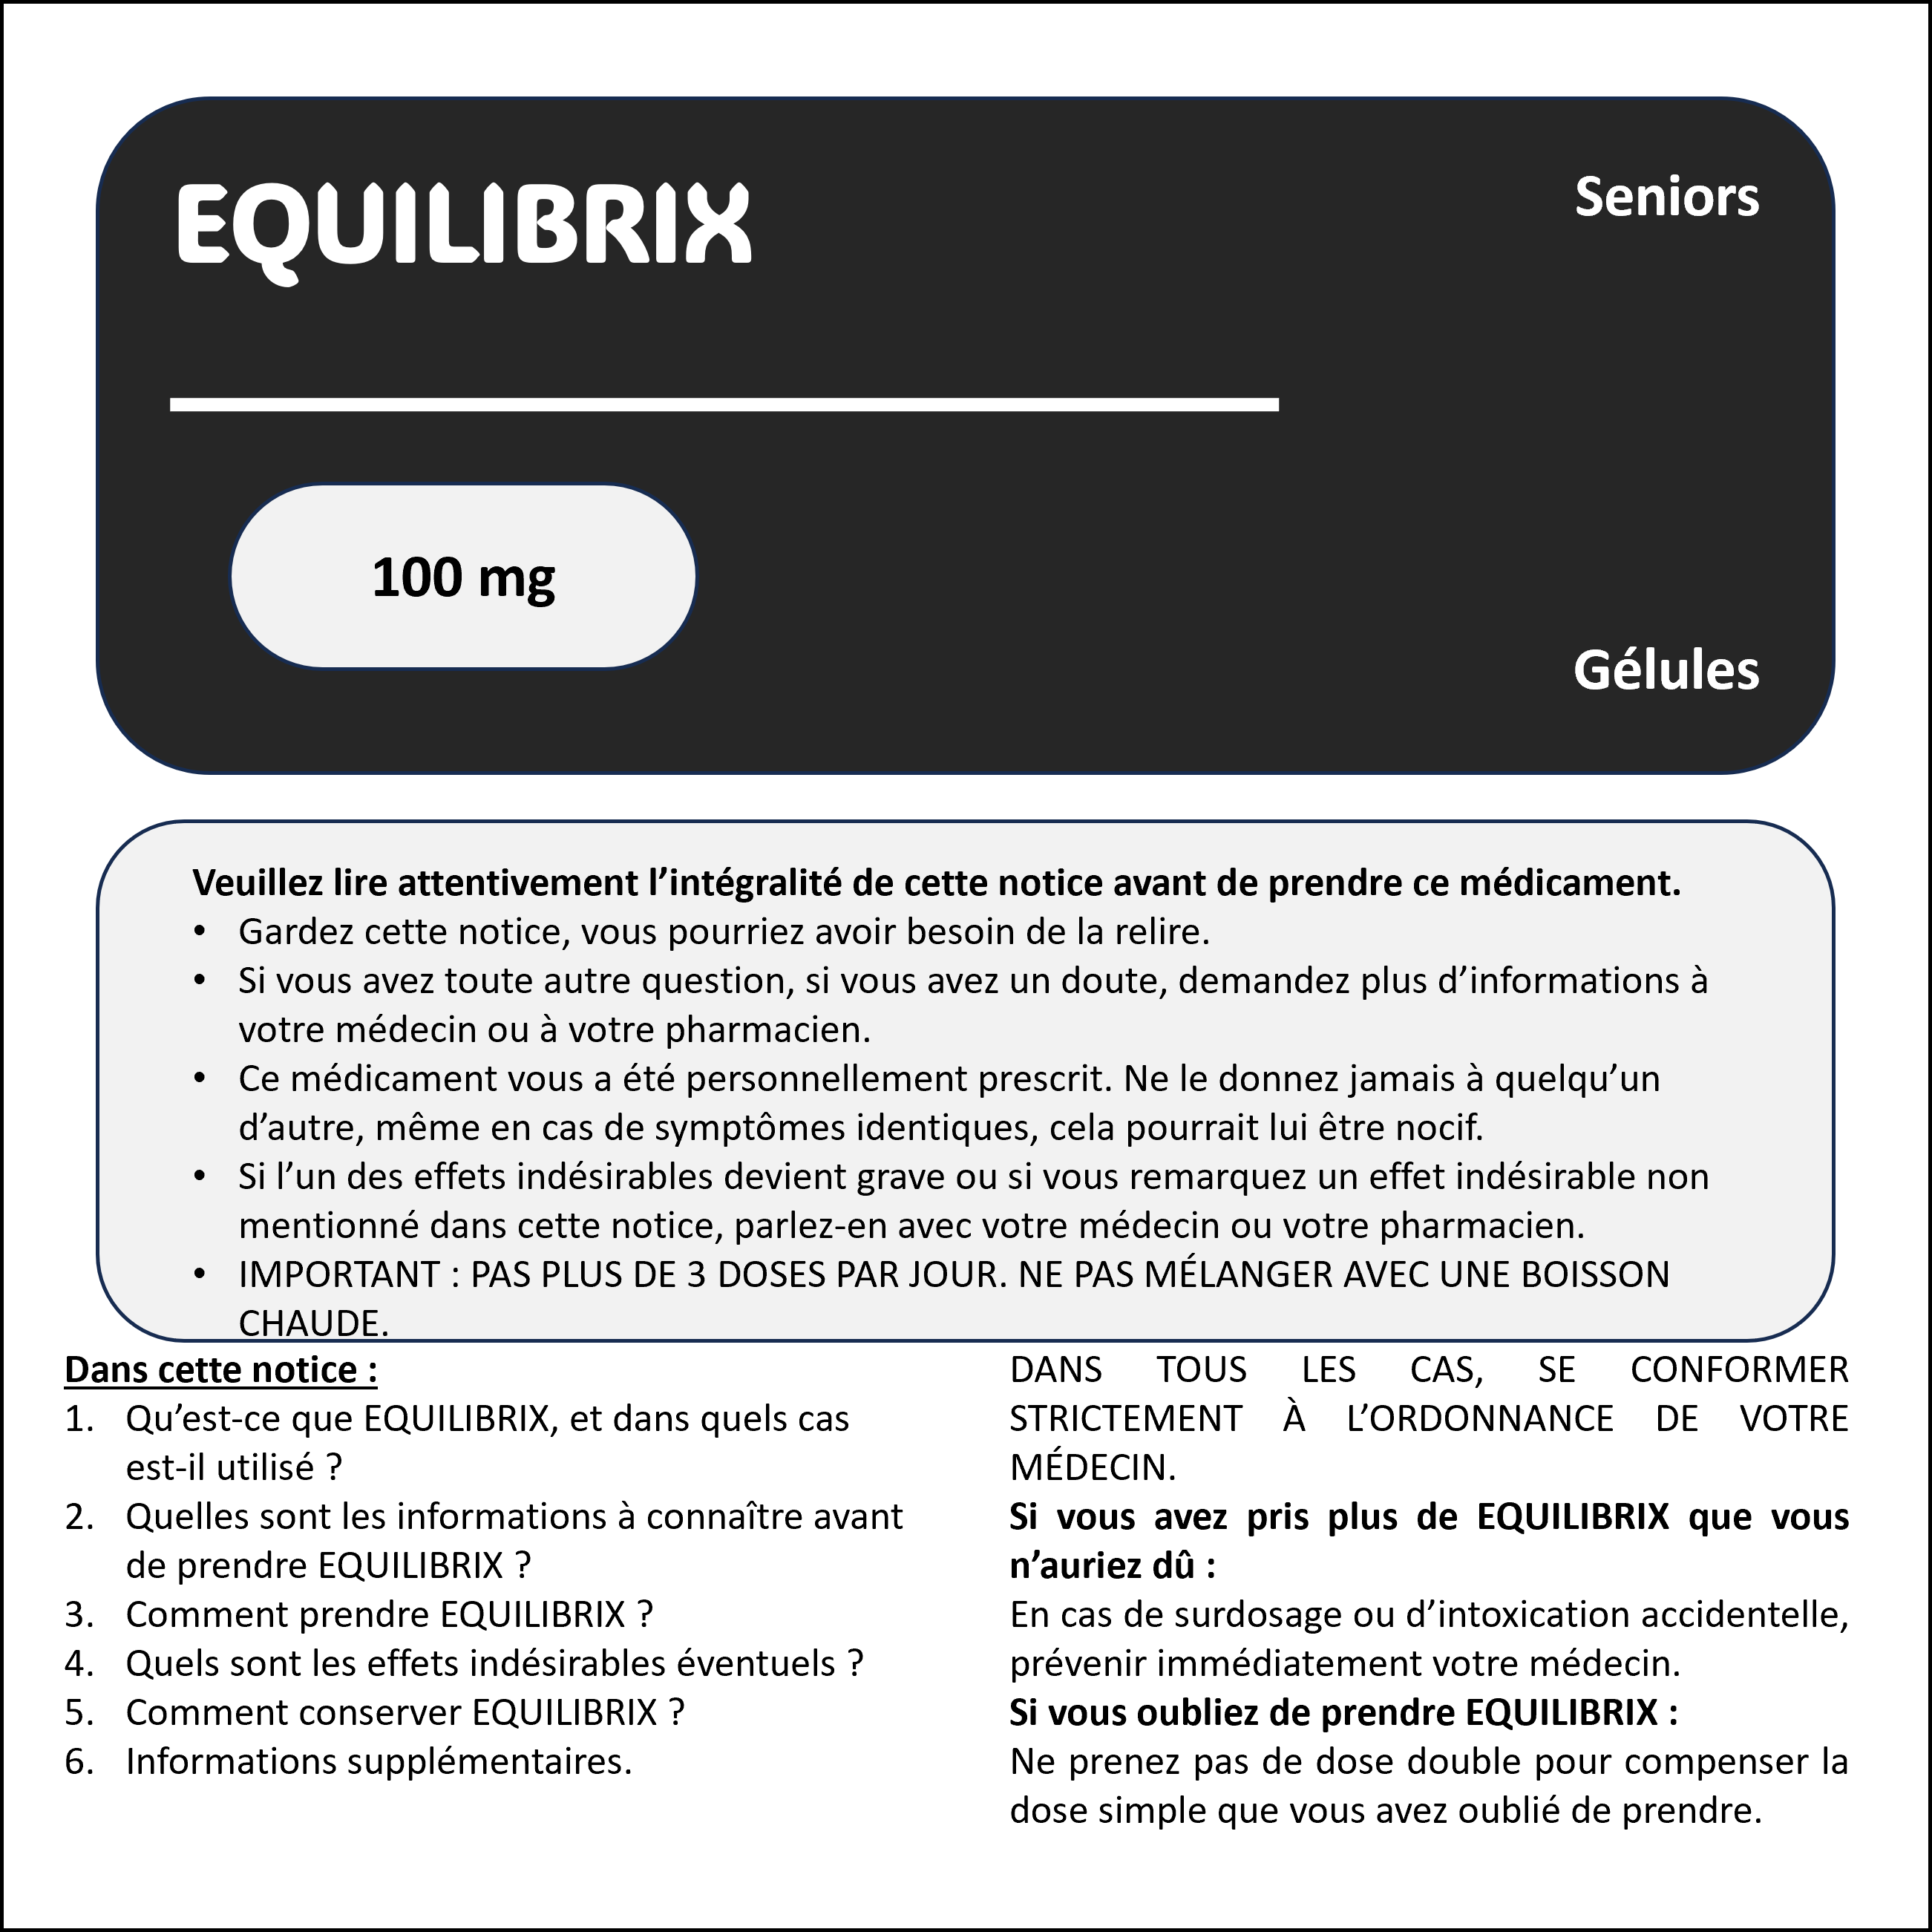 EQUILIBRIX
Seniors
100 mg
Gélules
Veuillez lire attentivement l’intégralité de cette notice avant de prendre ce médicament.
• Gardez cette notice, vous pourriez avoir besoin de la relire.
• Si vous avez toute autre question, si vous avez un doute, demandez plus d’informations à
votre médecin ou à votre pharmacien.
• Ce médicament vous a été personnellement prescrit. Ne le donnez jamais à quelqu’un
d’autre, même en cas de symptômes identiques, cela pourrait lui être nocif.
• Si l’un des effets indésirables devient grave ou si vous remarquez un effet indésirable non
mentionné dans cette notice, parlez-en avec votre médecin ou votre pharmacien.
• IMPORTANT : PAS PLUS DE 3 DOSES PAR JOUR. NE PAS MÉLANGER AVEC UNE BOISSON
CHAUDE.
Dans cette notice :
1. Qu’est-ce que EQUILIBRIX, et dans quels cas
est-il utilisé ?
2. Quelles sont les informations à connaître avant
de prendre EQUILIBRIX ?
3. Comment prendre EQUILIBRIX ?
4. Quels sont les effets indésirables éventuels ?
5. Comment conserver EQUILIBRIX ?
6. Informations supplémentaires.
DANS TOUS LES CAS, SE CONFORMER
STRICTEMENT À L’ORDONNANCE DE VOTRE
MÉDECIN.
Si vous avez pris plus de EQUILIBRIX que vous
n’auriez dû :
En cas de surdosage ou d’intoxication accidentelle,
prévenir immédiatement votre médecin.
Si vous oubliez de prendre EQUILIBRIX :
Ne prenez pas de dose double pour compenser la
dose simple que vous avez oublié de prendre.